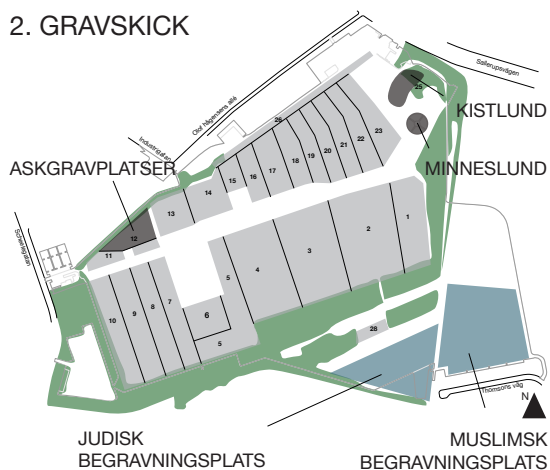 2. GRAVSKICK
Sallerupsvägen
Olof hågensens allé
Industrigatan
Scheelegatan
KISTLUND
MINNESLUND
ASKGRAVPLATSER
25
26
23
22
21
20
19
18
17
16
15
14
13
12
11
1
2
3
4
5
6
5
7
8
9
10
28
Thomsons väg
N
JUDISK
BEGRAVNINGSPLATS
MUSLIMSK
BEGRAVNINGSPLATS